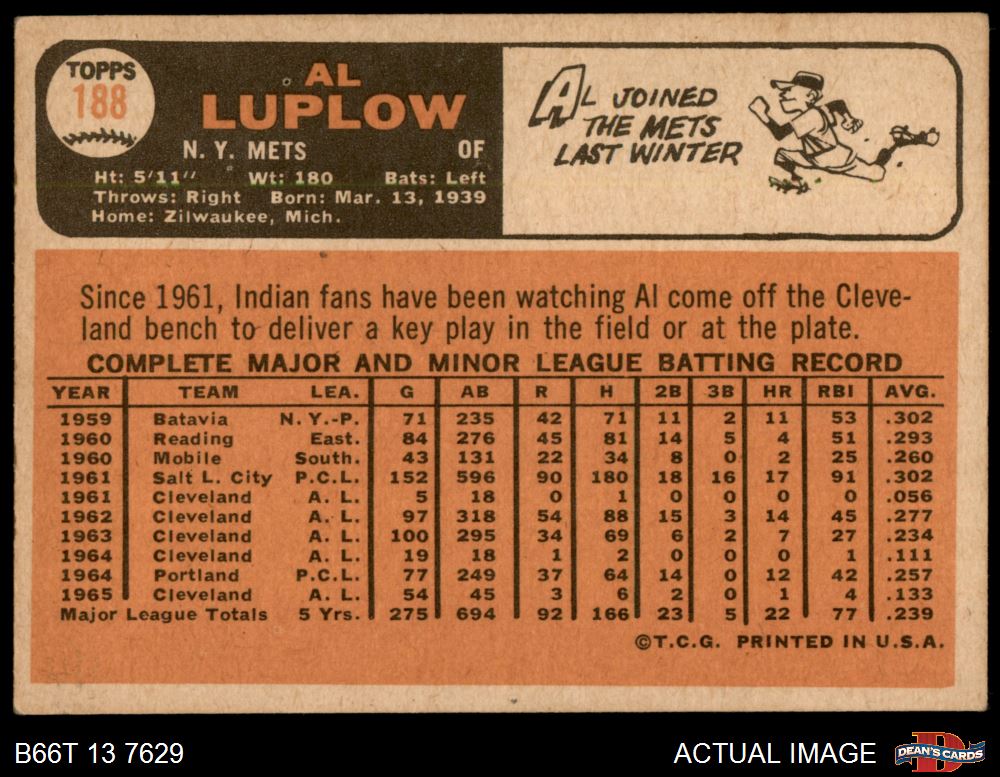 TOPPS
188
AL
LUPLOW
N. Y. METS OF
Ht: 5'11" Wt: 180 Bats: Left
Throws: Right Born: Mar. 13, 1939
Home: Zilwaukee, Mich.
AL JOINED
THE METS
LAST WINTER
Since 1961, Indian fans have been watching Al come off the Cleve-
land bench to deliver a key play in the field or at the plate.
COMPLETE MAJOR AND MINOR LEAGUE BATTING RECORD
YEAR TEAM LEA. G AB R H 2B 3B HR RBI AVG.
1959 Batavia N.Y.-P. 71 235 42 71 11 2 11 53 .302
1960 Reading East. 84 276 45 81 14 5 4 51 .293
1960 Mobile South. 43 131 22 34 8 0 2 25 .260
1961 Salt L. City P.C.L. 152 596 90 180 18 16 17 91 .302
1961 Cleveland A. L. 5 18 0 1 0 0 0 0 .056
1962 Cleveland A. L. 97 318 54 88 15 3 14 45 .277
1963 Cleveland A. L. 100 295 34 69 6 2 7 27 .234
1964 Cleveland A. L. 19 18 1 2 0 0 0 1 .111
1964 Portland P.C.L. 77 249 37 64 14 0 12 42 .257
1965 Cleveland A. L. 54 45 3 6 2 0 1 4 .133
Major League Totals 5 Yrs. 275 694 92 166 23 5 22 77 .239
©T.C.G. PRINTED IN U.S.A.
B66T 13 7629 ACTUAL IMAGE
DEAN'S CARDS